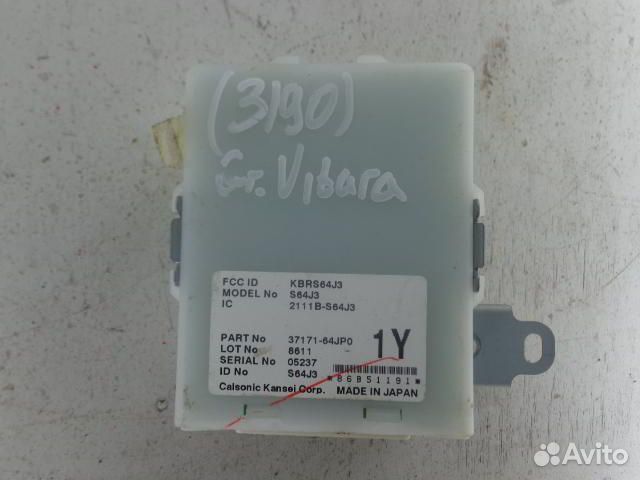 (3190)
Gr. Vitara
FCC ID KBRS64J3
MODEL No S64J3
IC 2111B-S64J3
PART No 37171-64JP0 1Y
LOT No 8611
SERIAL No 05237
ID No S64J3 *86B51191*
Calsonic Kansei Corp. MADE IN JAPAN
Avito